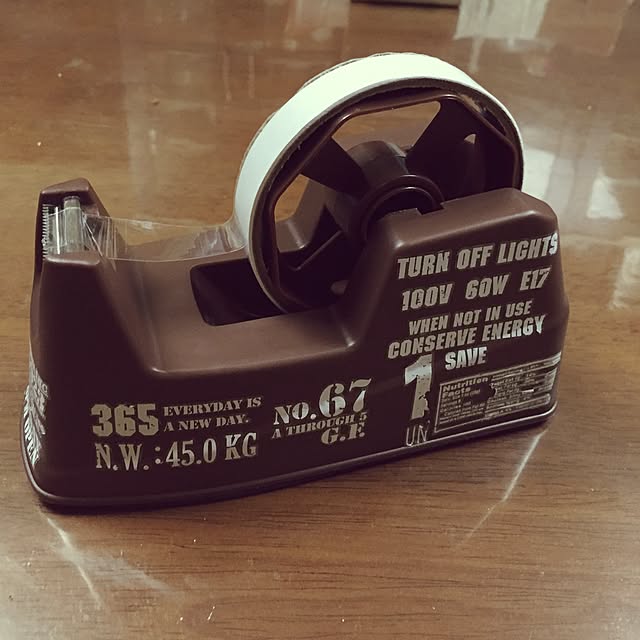 TURN OFF LIGHTS
100V 60W E17
WHEN NOT IN USE
CONSERVE ENERGY
1 SAVE
UN
Nutrition
Facts
365 EVERYDAY IS
A NEW DAY.
N.W.:45.0 KG
NO.67
A THROUGH 5
G.F.